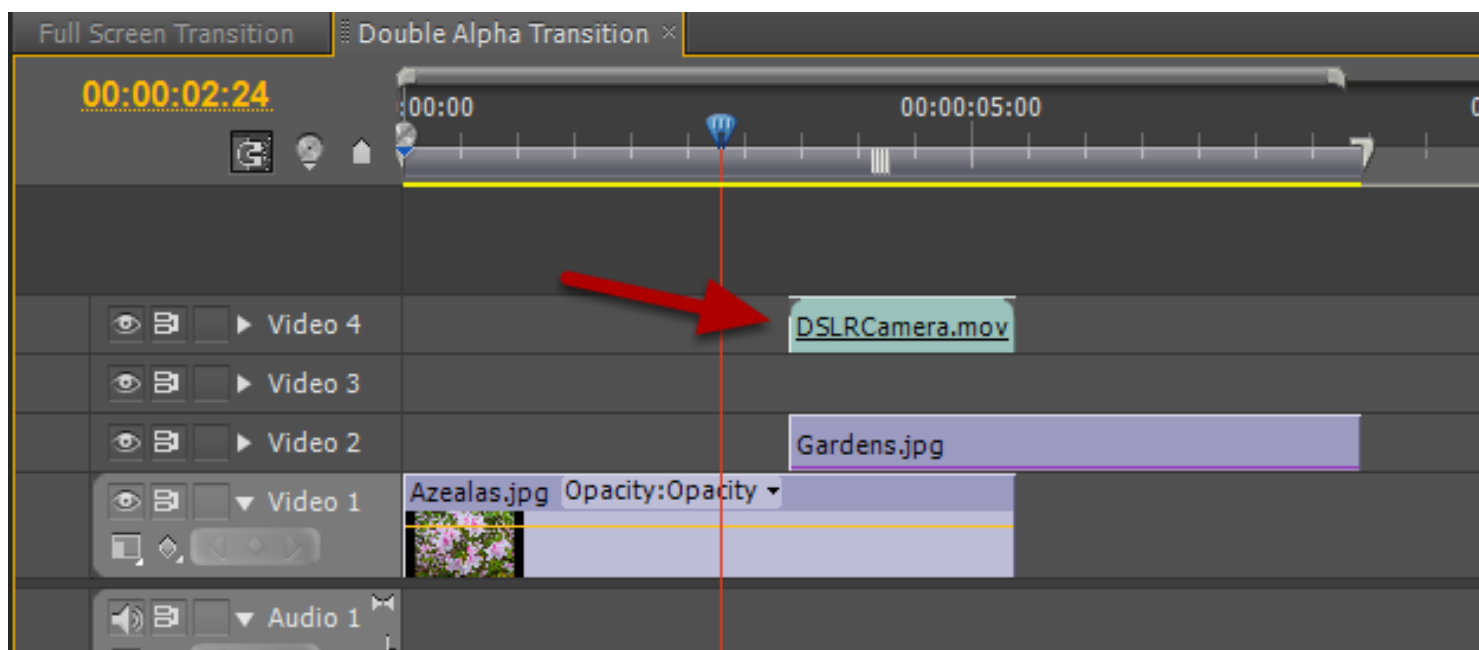 Full Screen Transition Double Alpha Transition ×
00:00:02:24
:00:00 00:00:05:00
Video 4 DSLRCamera.mov
Video 3
Video 2 Gardens.jpg
Video 1 Azealas.jpg Opacity:Opacity
Audio 1